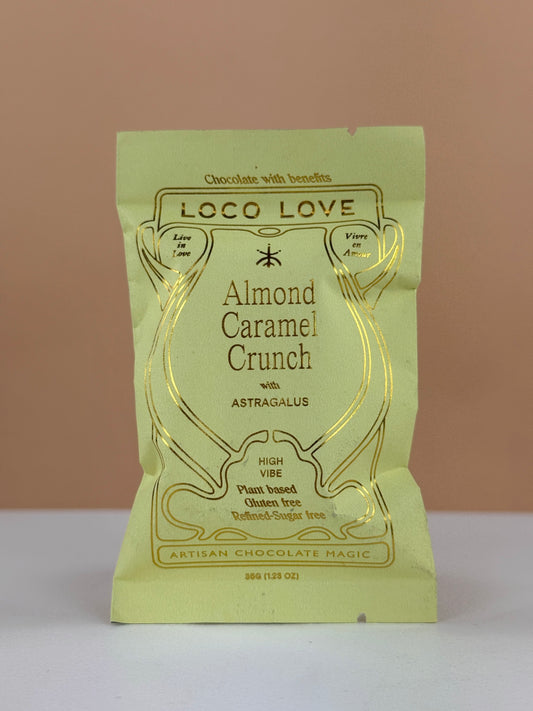 Chocolate with benefits
LOCO LOVE
Live
in
Love
Vivre
en
Amour
Almond
Caramel
Crunch
with
ASTRAGALUS
HIGH
VIBE
Plant based
Gluten free
Refined-Sugar free
ARTISAN CHOCOLATE MAGIC
35G (1.23 OZ)